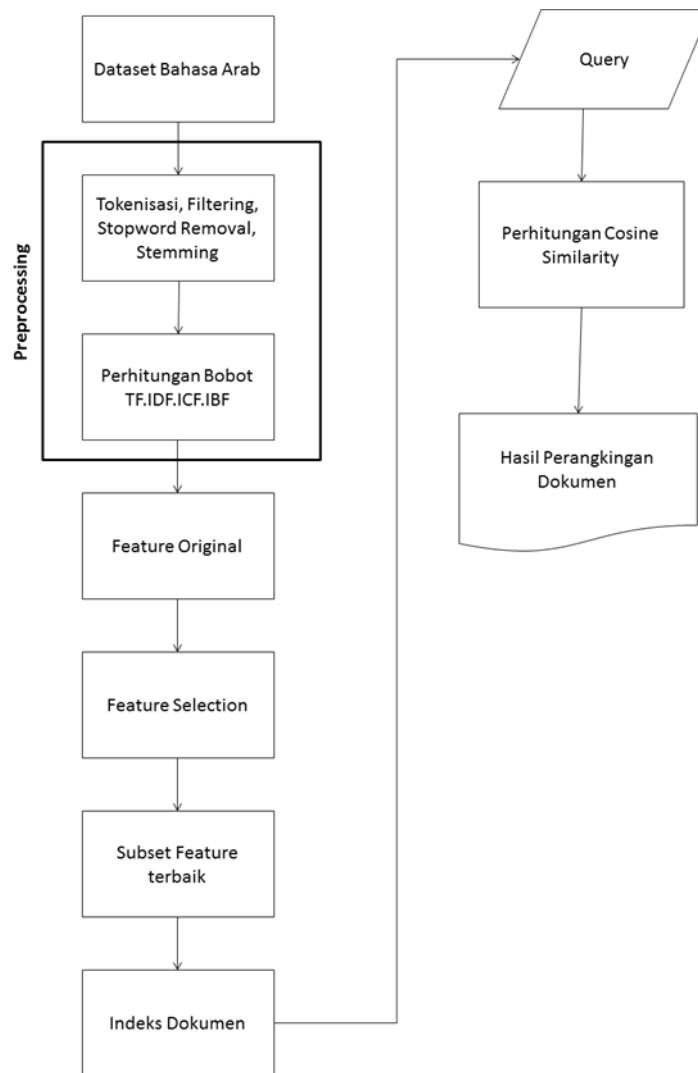 Dataset Bahasa Arab
Preprocessing
Tokenisasi, Filtering,
Stopword Removal,
Stemming
Perhitungan Bobot
TF.IDF.ICF.IBF
Feature Original
Feature Selection
Subset Feature
terbaik
Indeks Dokumen
Query
Perhitungan Cosine
Similarity
Hasil Perangkingan
Dokumen